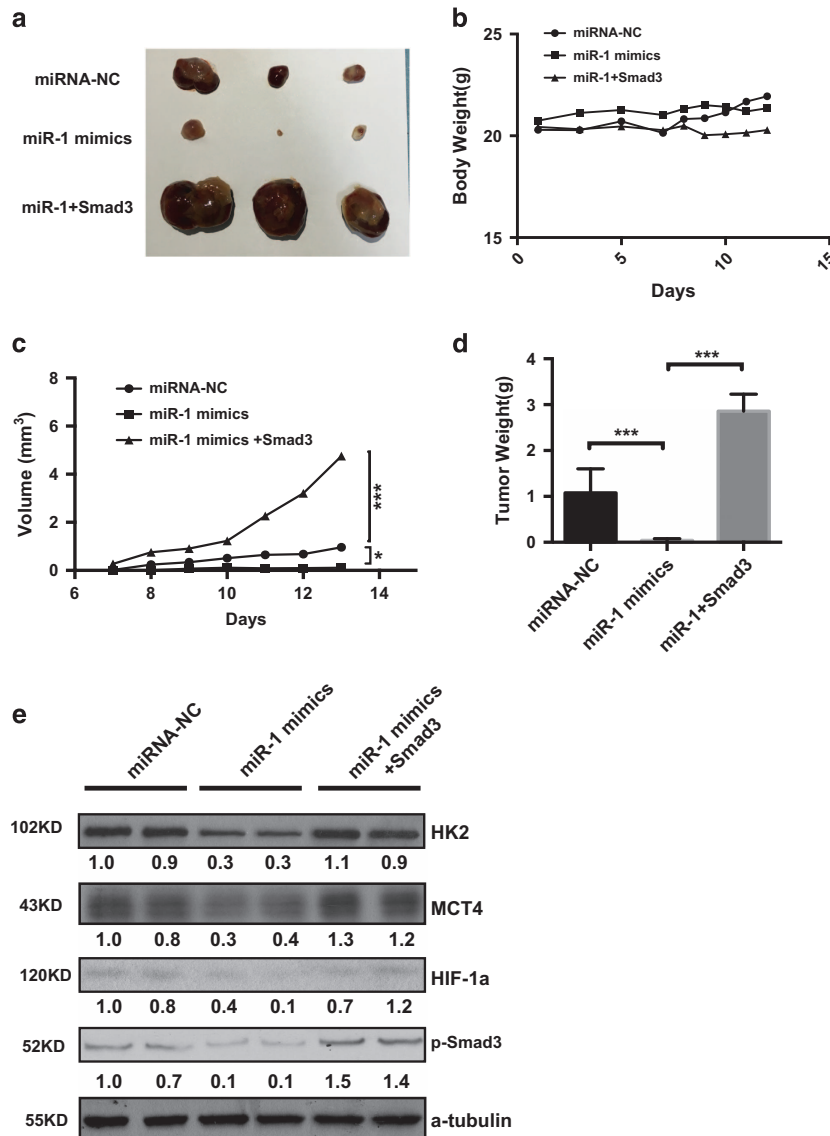 a
miRNA-NC
miR-1 mimics
miR-1+Smad3
b
25
20
15
Body Weight(g)
miRNA-NC
miR-1 mimics
miR-1+Smad3
0
5
10
15
Days
c
8
6
4
2
0
Volume (mm³)
miRNA-NC
miR-1 mimics
miR-1 mimics +Smad3
***
*
6
8
10
12
14
Days
d
4
3
2
1
0
Tumor Weight(g)
***
***
miRNA-NC
miR-1 mimics
miR-1+Smad3
e
miRNA-NC
miR-1 mimics
miR-1 mimics
+Smad3
102KD
HK2
1.0 0.9 0.3 0.3 1.1 0.9
43KD
MCT4
1.0 0.8 0.3 0.4 1.3 1.2
120KD
HIF-1a
1.0 0.8 0.4 0.1 0.7 1.2
52KD
p-Smad3
1.0 0.7 0.1 0.1 1.5 1.4
55KD
a-tubulin